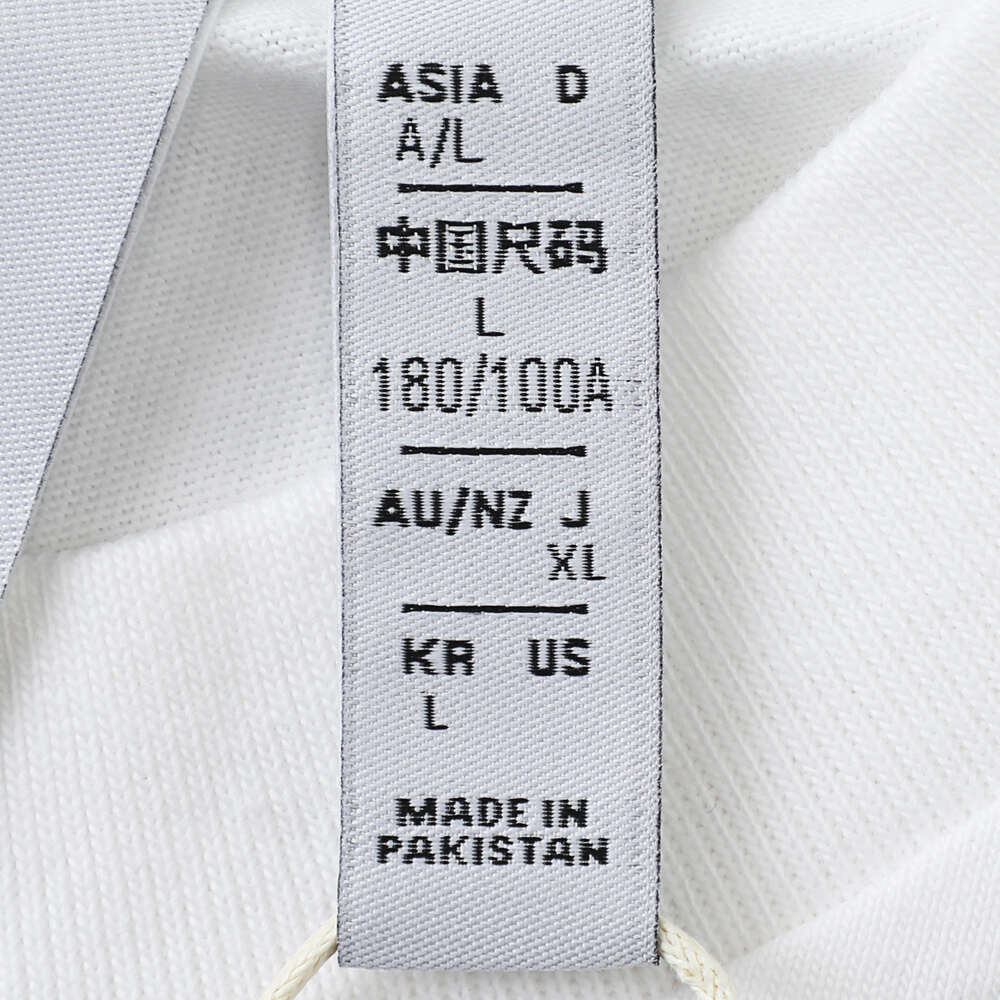 ASIA D
A/L
中国尺码
L
180/100A
AU/NZ J
XL
KR US
L
MADE IN
PAKISTAN